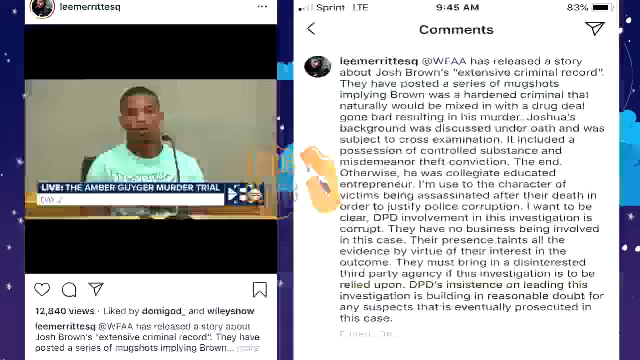 leemerrittesq
LIVE: THE AMBER GUYGER MURDER TRIAL
DAY 2
12,840 views · Liked by domigod_ and wileyshow
leemerrittesq @WFAA has released a story
about Josh Brown's "extensive criminal record".
They have posted a series of mugshots
implying Brown... more
Sprint LTE
9:45 AM
83%
Comments
leemerrittesq @WFAA has released a story
about Josh Brown's "extensive criminal record".
They have posted a series of mugshots
implying Brown was a hardened criminal that
naturally would be mixed in with a drug deal
gone bad resulting in his murder. Joshua's
background was discussed under oath and was
subject to cross examination. It included a
possession of controlled substance and
misdemeanor theft conviction. The end.
Otherwise, he was collegiate educated
entrepreneur. I'm use to the character of
victims being assassinated after their death in
order to justify police corruption. I want to be
clear, DPD involvement in this investigation is
corrupt. They have no business being involved
in this case. Their presence taints all the
evidence by virtue of their interest in the
outcome. They must bring in a disinterested
third party agency if this investigation is to be
relied upon. DPD's insistence on leading this
investigation is building in reasonable doubt for
any suspects that is eventually prosecuted in
this case.